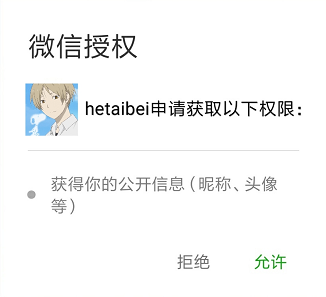 微信授权
hetaibei申请获取以下权限：
获得你的公开信息（昵称、头像
等）
拒绝
允许